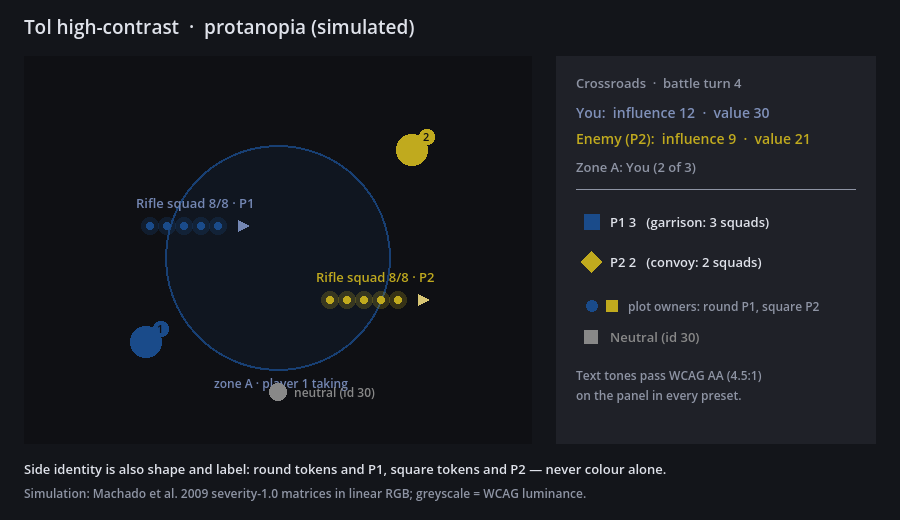 Tol high-contrast · protanopia (simulated)
2
Rifle squad 8/8 · P1
Rifle squad 8/8 · P2
1
zone A · player 1 taking
neutral (id 30)
Crossroads · battle turn 4
You: influence 12 · value 30
Enemy (P2): influence 9 · value 21
Zone A: You (2 of 3)
P1 3 (garrison: 3 squads)
P2 2 (convoy: 2 squads)
plot owners: round P1, square P2
Neutral (id 30)
Text tones pass WCAG AA (4.5:1)
on the panel in every preset.
Side identity is also shape and label: round tokens and P1, square tokens and P2 — never colour alone.
Simulation: Machado et al. 2009 severity-1.0 matrices in linear RGB; greyscale = WCAG luminance.